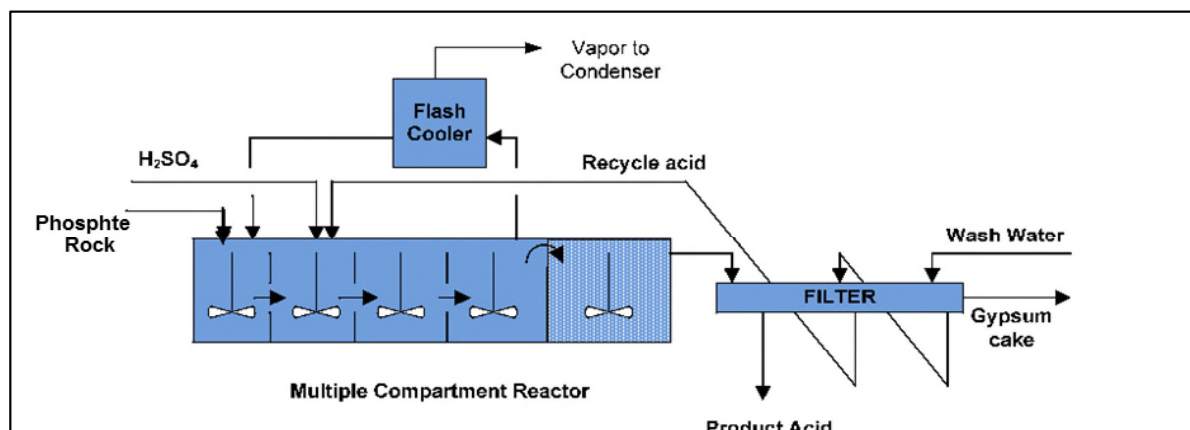 Vapor to
Condenser
Flash
Cooler
H₂SO₄
Recycle acid
Phosphte
Rock
Wash Water
FILTER
Gypsum
cake
Multiple Compartment Reactor
Product Acid